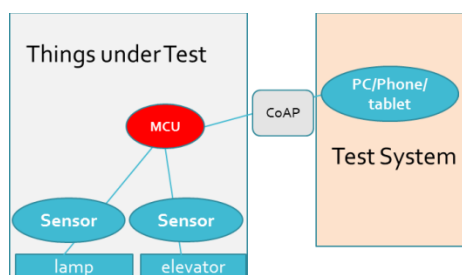 Things under Test
PC/Phone/
tablet
CoAP
MCU
Test System
Sensor
Sensor
lamp
elevator